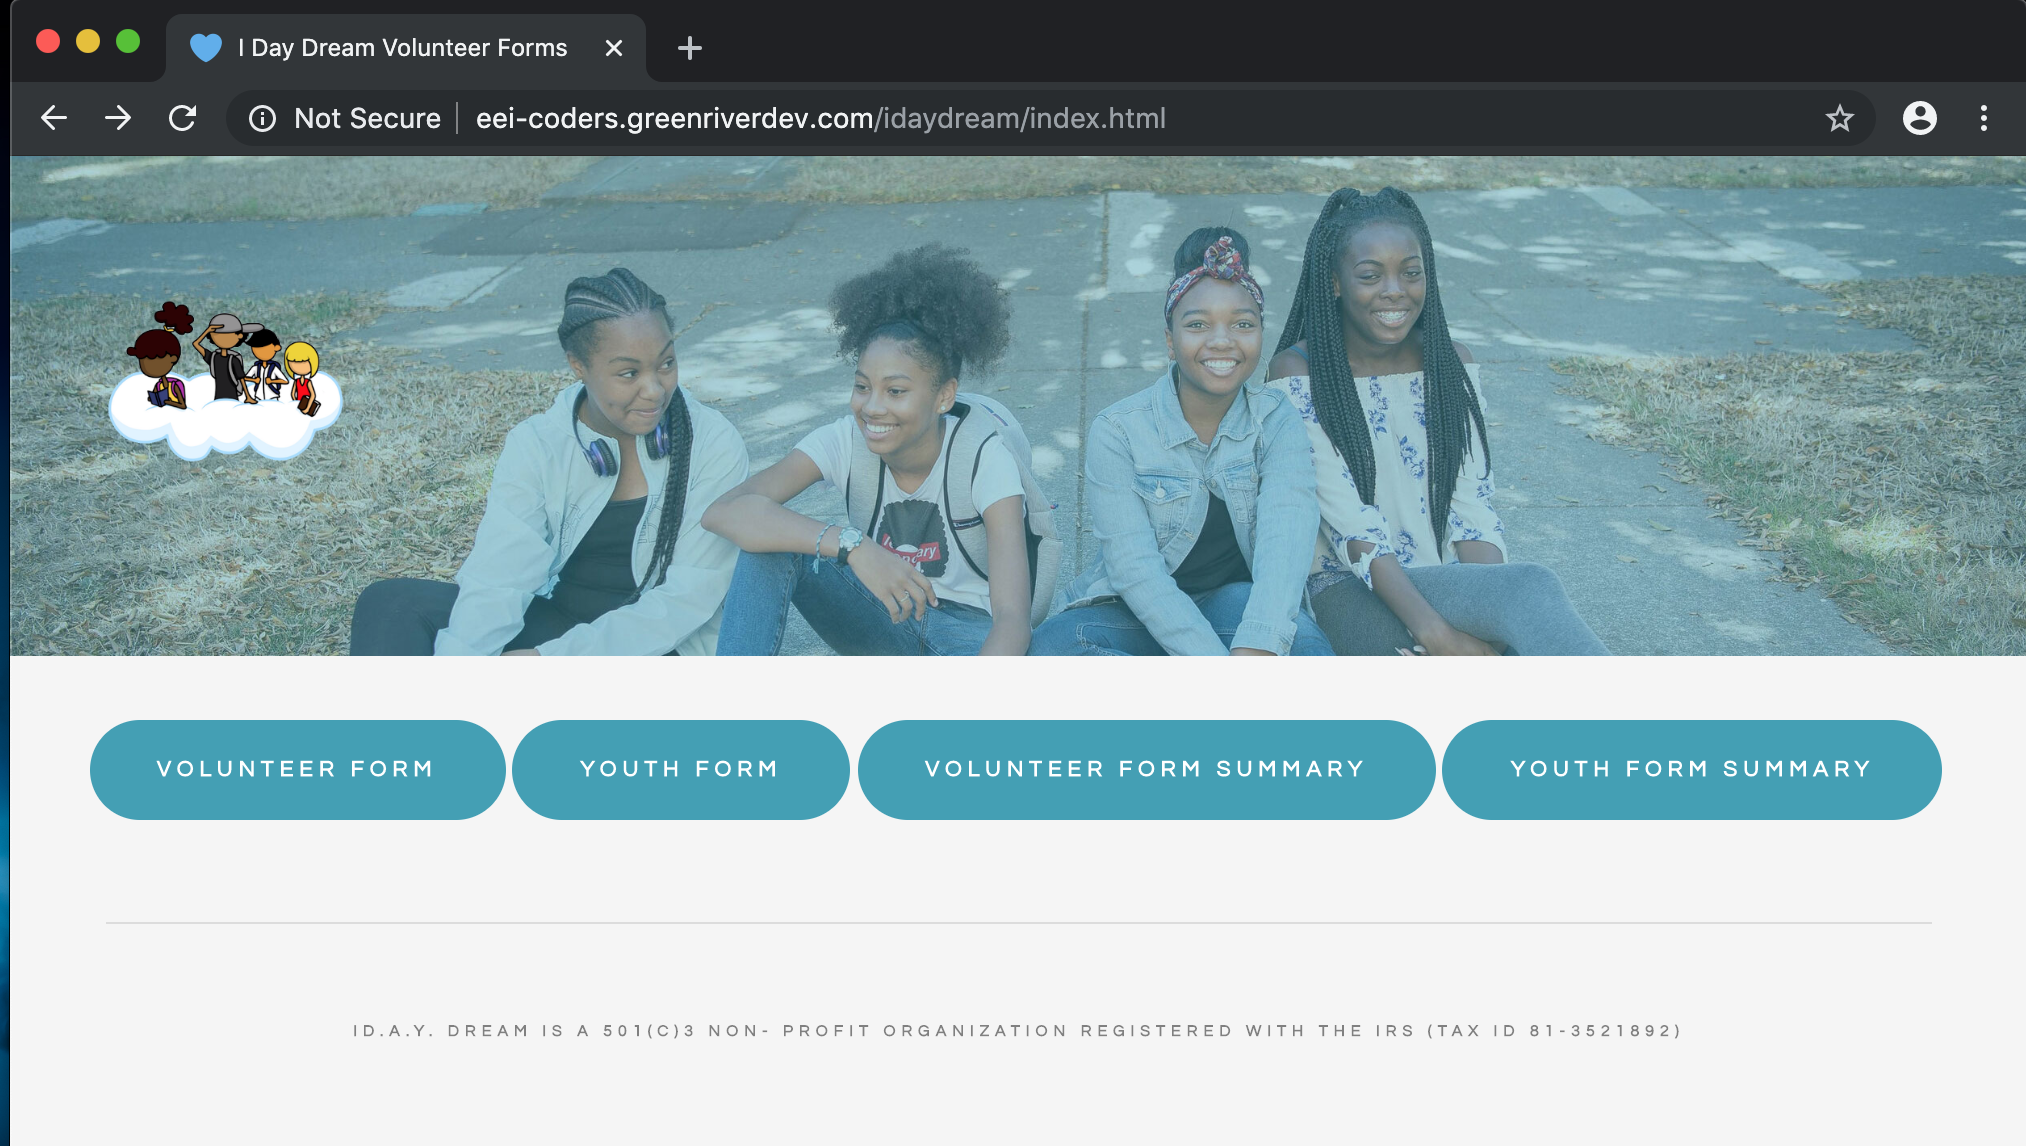 I Day Dream Volunteer Forms
Not Secure | eei-coders.greenriverdev.com/idaydream/index.html
VOLUNTEER FORM
YOUTH FORM
VOLUNTEER FORM SUMMARY
YOUTH FORM SUMMARY
ID.A.Y. DREAM IS A 501(C)3 NON- PROFIT ORGANIZATION REGISTERED WITH THE IRS (TAX ID 81-3521892)